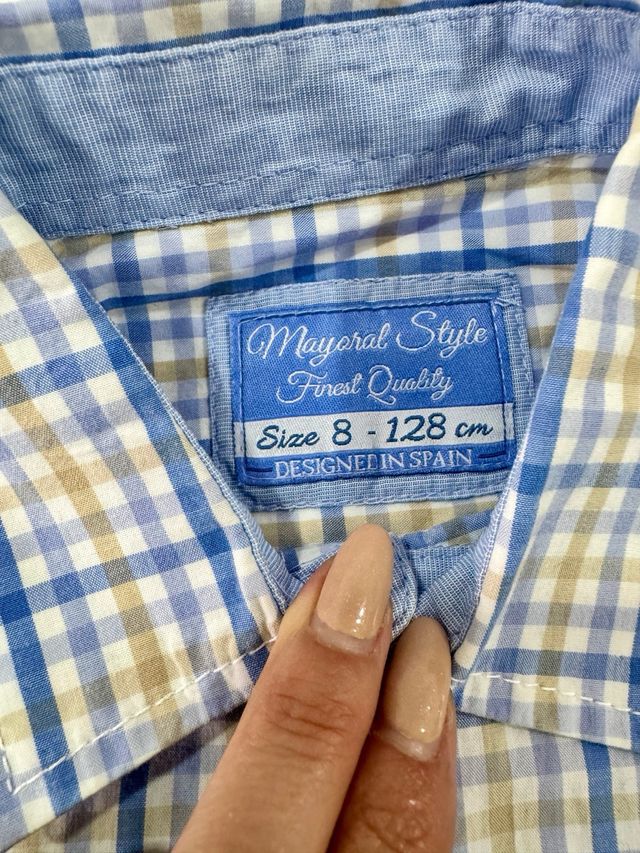 Mayoral Style
Finest Quality
Size 8 - 128 cm
DESIGNED IN SPAIN